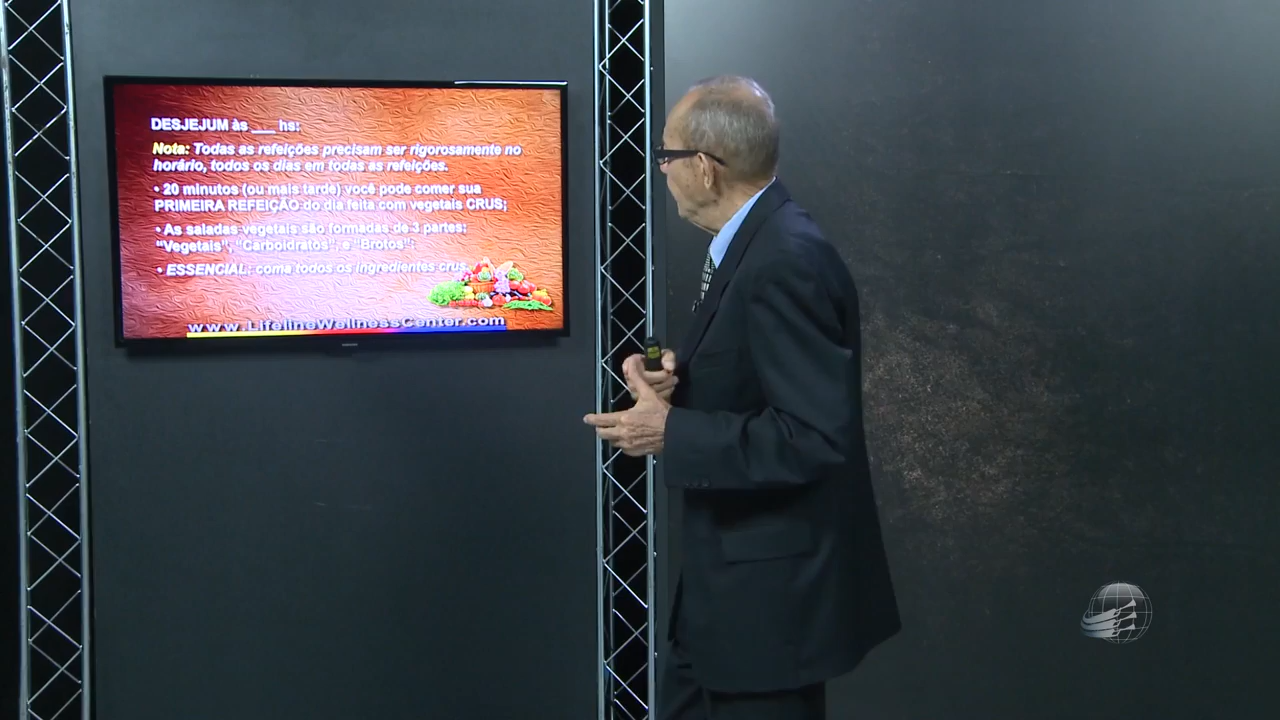 DESJEJUM às ___ hs:
Nota: Todas as refeições precisam ser rigorosamente no
horário, todos os dias em todas as refeições.
• 20 minutos (ou mais tarde) você pode comer sua
PRIMEIRA REFEIÇÃO do dia feita com vegetais CRUS;
• As saladas vegetais são formadas de 3 partes:
“Vegetais”, “Carboidratos”, e “Brotos”;
• ESSENCIAL: coma todos os ingredientes crus
www.LifelineWellnessCenter.com